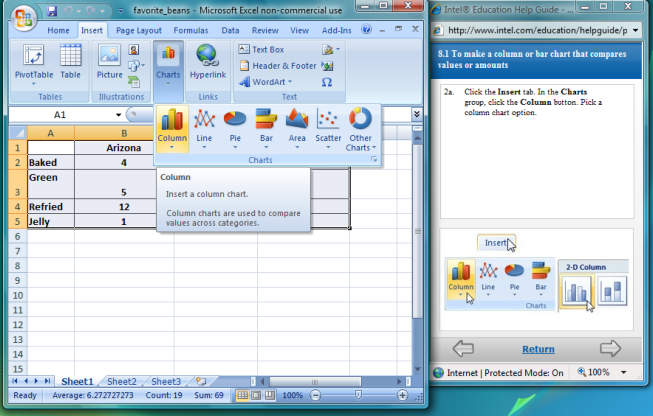 favorite_beans - Microsoft Excel non-commercial use
Home Insert Page Layout Formulas Data Review View Add-Ins
PivotTable Table
Tables
Picture
Illustrations
Charts
Hyperlink
Links
Text Box
Header & Footer
WordArt
Ω
Text
A1
Column Line Pie Bar Area Scatter Other Charts
Charts
Column
Insert a column chart.
Column charts are used to compare
values across categories.
A B
1 Arizona
2 Baked 4
3 Green 5
4 Refried 12
5 Jelly 1
6
7
8
9
10
11
12
13
14
15
Sheet1 Sheet2 Sheet3
Ready Average: 6.272727273 Count: 19 Sum: 69 100%
Intel® Education Help Guide - ...
http://www.intel.com/education/helpguide/p
8.1 To make a column or bar chart that compares
values or amounts
2a. Click the Insert tab. In the Charts
group, click the Column button. Pick a
column chart option.
Insert
Column Line Pie Bar
Charts
2-D Column
Return
Internet | Protected Mode: On 100%